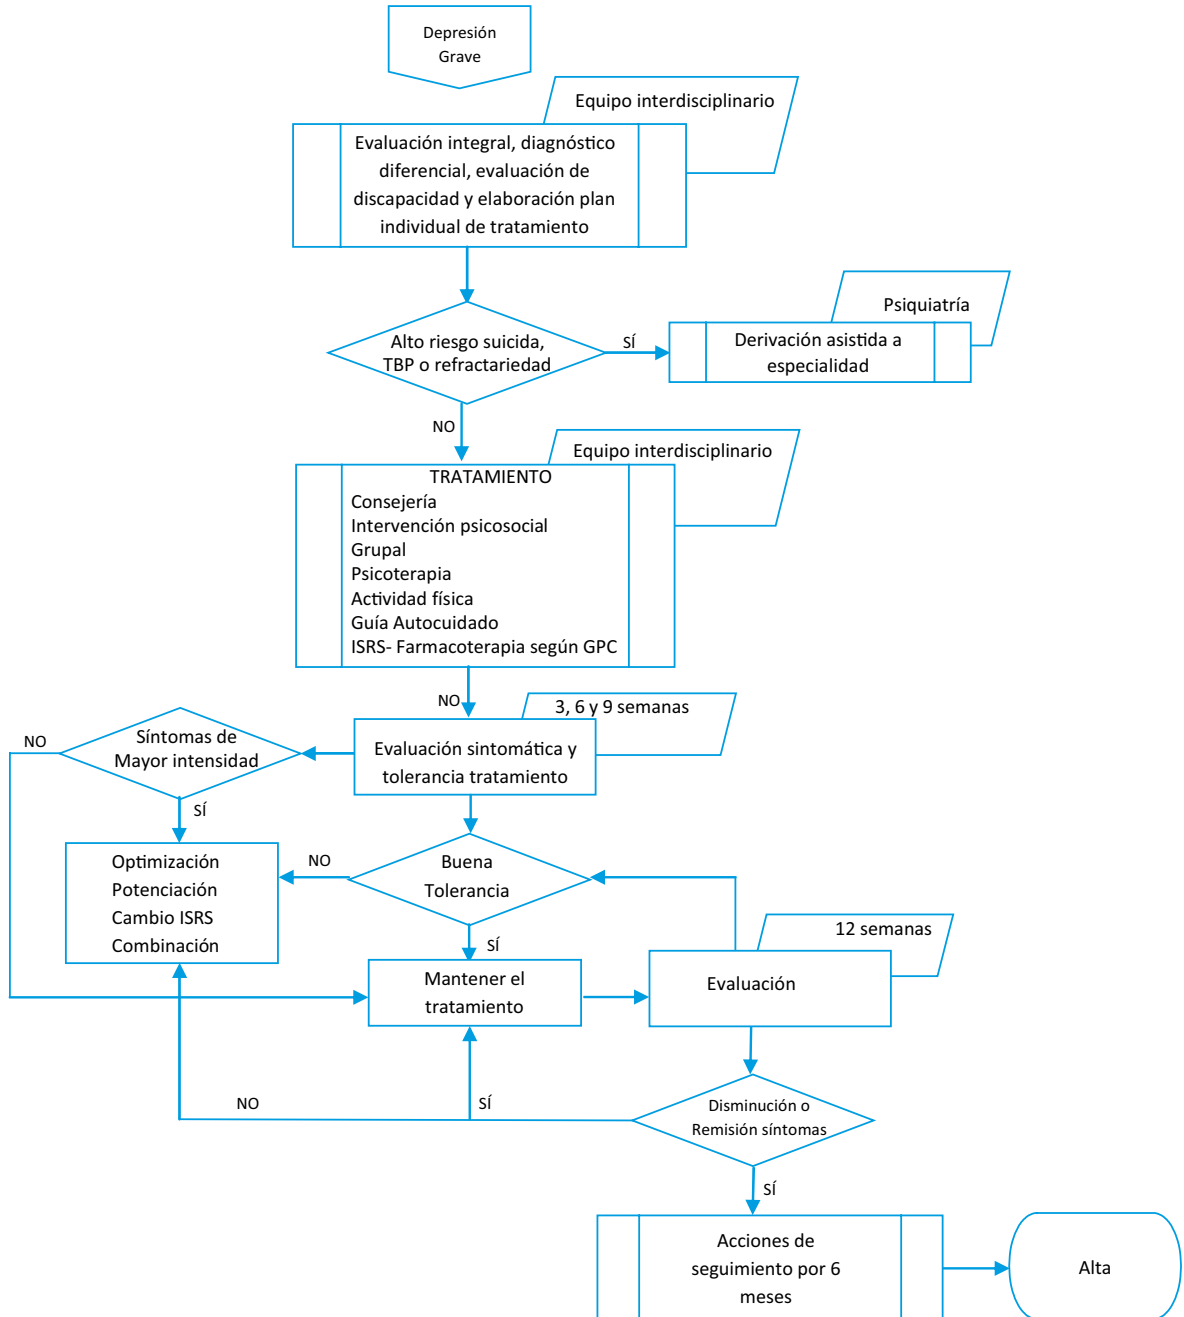 Depresión
Grave
Equipo interdisciplinario
Evaluación integral, diagnóstico
diferencial, evaluación de
discapacidad y elaboración plan
individual de tratamiento
Psiquiatría
Alto riesgo suicida,
TBP o refractariedad
SÍ
Derivación asistida a
especialidad
NO
Equipo interdisciplinario
TRATAMIENTO
Consejería
Intervención psicosocial
Grupal
Psicoterapia
Actividad física
Guía Autocuidado
ISRS- Farmacoterapia según GPC
NO
3, 6 y 9 semanas
NO
Síntomas de
Mayor intensidad
Evaluación sintomática y
tolerancia tratamiento
SÍ
Optimización
Potenciación
Cambio ISRS
Combinación
NO
Buena
Tolerancia
SÍ
12 semanas
Mantener el
tratamiento
Evaluación
NO
SÍ
Disminución o
Remisión síntomas
SÍ
Acciones de
seguimiento por 6
meses
Alta